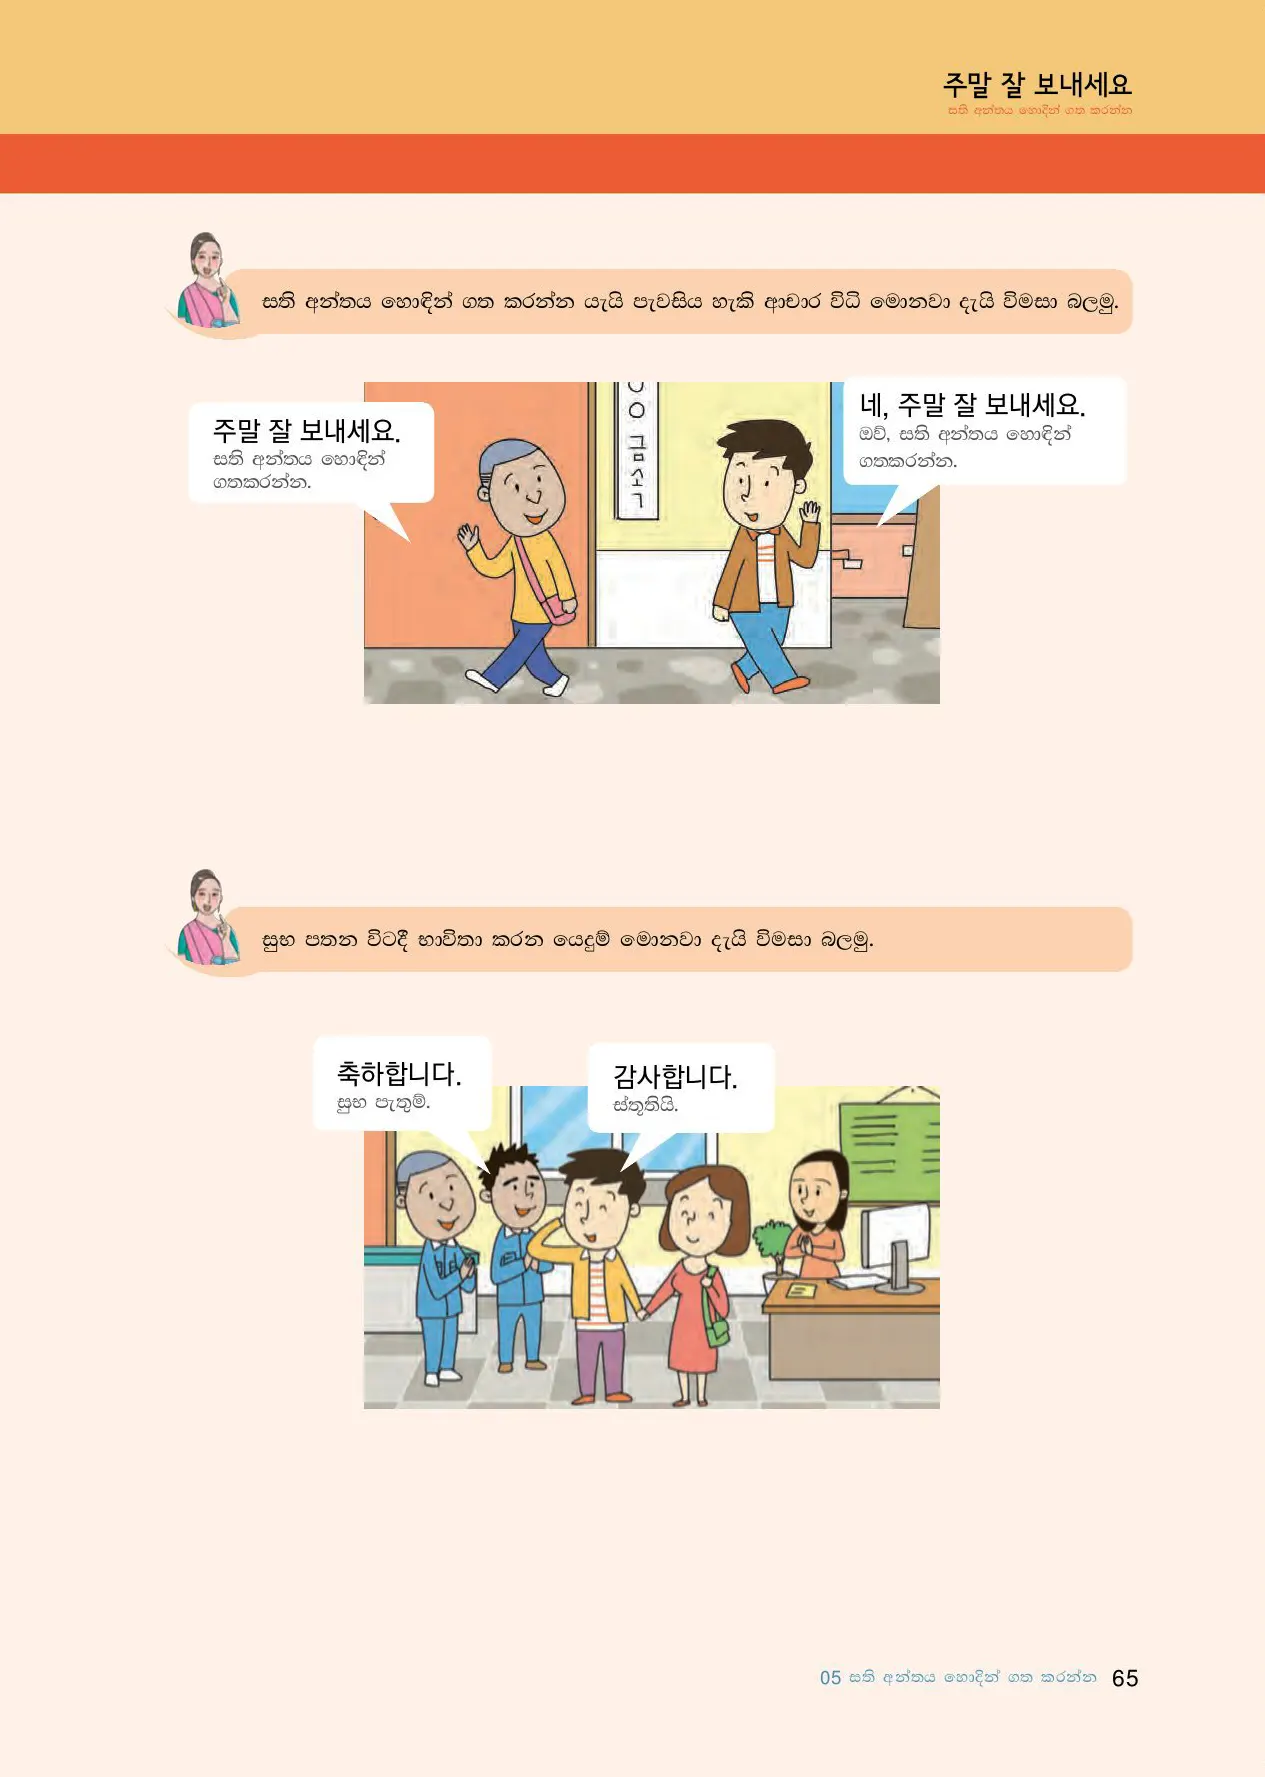 주말 잘 보내세요
සති අන්තය හොදින් ගත කරන්න
සති අන්තය හොඳින් ගත කරන්න යැයි පැවසිය හැකි ආචාර විධි මොනවා දැයි විමසා බලමු.
주말 잘 보내세요.
සති අන්තය හොඳින්
ගතකරන්න.
네, 주말 잘 보내세요.
ඔව්, සති අන්තය හොඳින්
ගතකරන්න.
සුභ පතන විටදී භාවිතා කරන යෙදුම් මොනවා දැයි විමසා බලමු.
축하합니다.
සුභ පැතුම්.
감사합니다.
ස්තූතියි.
05 සති අන්තය හොදින් ගත කරන්න 65